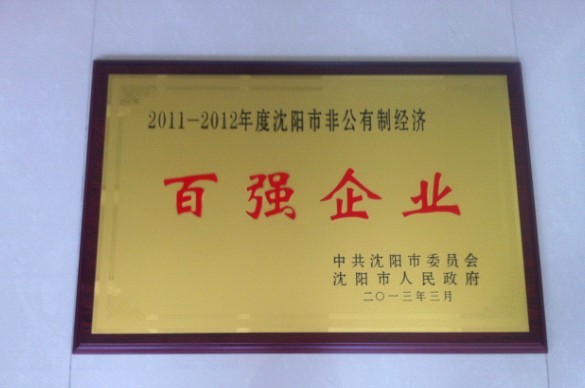 2011-2012年度沈阳市非公有制经济
百强企业
中共沈阳市委员会
沈阳市人民政府
二〇一三年三月